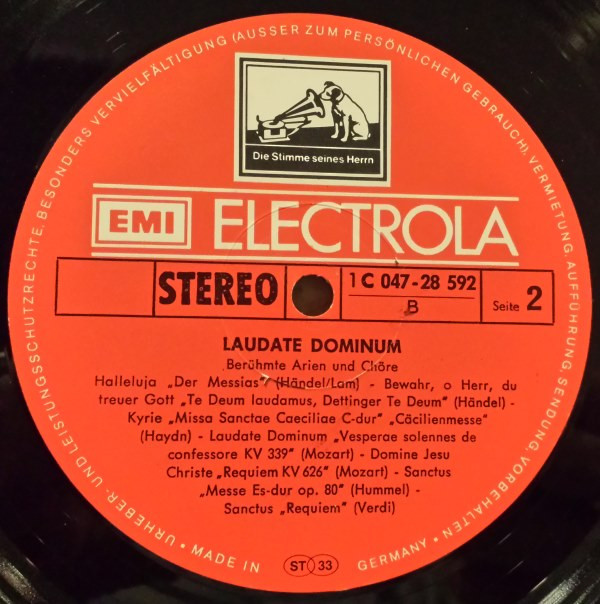 URHEBER- UND LEISTUNGSSCHUTZRECHTE, BESONDERS VERVIELFÄLTIGUNG (AUSSER ZUM PERSÖNLICHEN GEBRAUCH), VERMIETUNG, AUFFÜHRUNG, SENDUNG, VORBEHALTEN
Die Stimme seines Herrn
EMI ELECTROLA
STEREO 1 C 047-28 592 Seite 2
B
LAUDATE DOMINUM
Berühmte Arien und Chöre
Halleluja „Der Messias" (Händel/Lam) - Bewahr, o Herr, du
treuer Gott „Te Deum laudamus, Dettinger Te Deum" (Händel) -
Kyrie „Missa Sanctae Caeciliae C-dur" „Cäcilienmesse"
(Haydn) - Laudate Dominum „Vesperae solennes de
confessore KV 339" (Mozart) - Domine Jesu
Christe „Requiem KV 626" (Mozart) - Sanctus
„Messe Es-dur op. 80" (Hummel) -
Sanctus „Requiem" (Verdi)
• MADE IN GERMANY •
ST 33